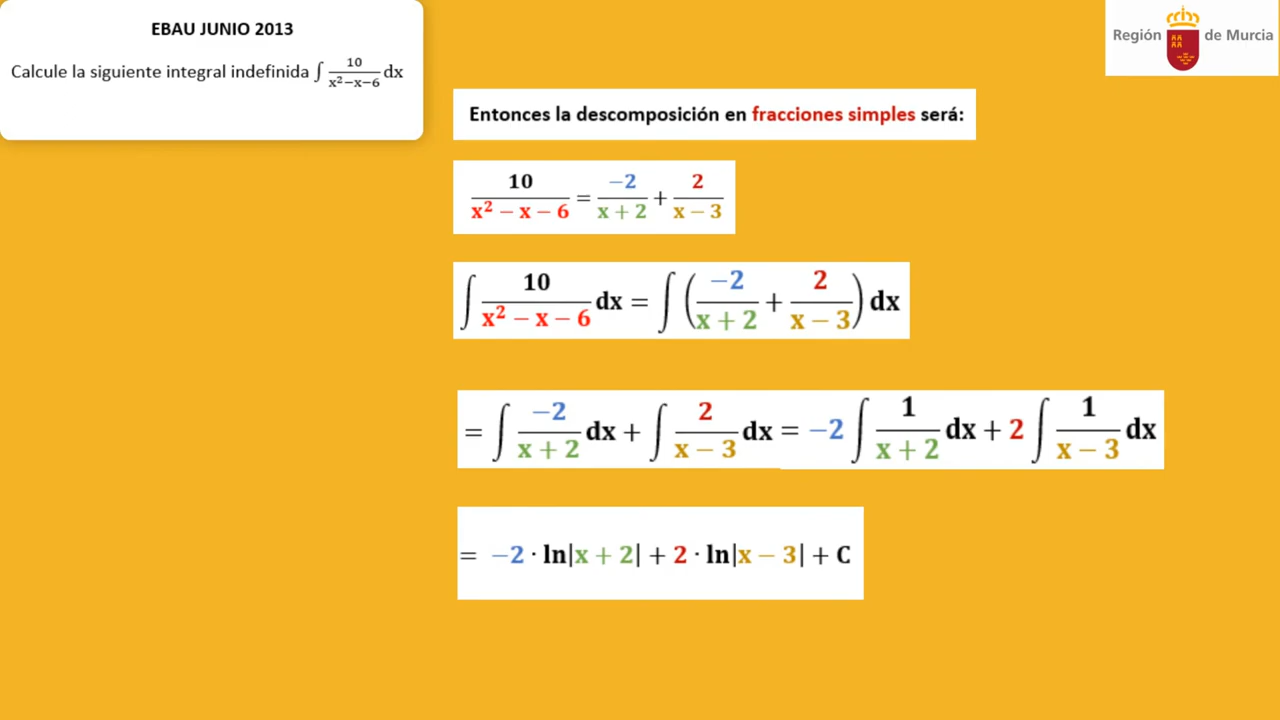 EBAU JUNIO 2013
Calcule la siguiente integral indefinida ∫ 10/(x²−x−6) dx
Región de Murcia
Entonces la descomposición en fracciones simples será:
10/(x² − x − 6) = −2/(x + 2) + 2/(x − 3)
∫ 10/(x² − x − 6) dx = ∫ (−2/(x + 2) + 2/(x − 3)) dx
= ∫ −2/(x + 2) dx + ∫ 2/(x − 3) dx = −2 ∫ 1/(x + 2) dx + 2 ∫ 1/(x − 3) dx
= −2 · ln|x + 2| + 2 · ln|x − 3| + C